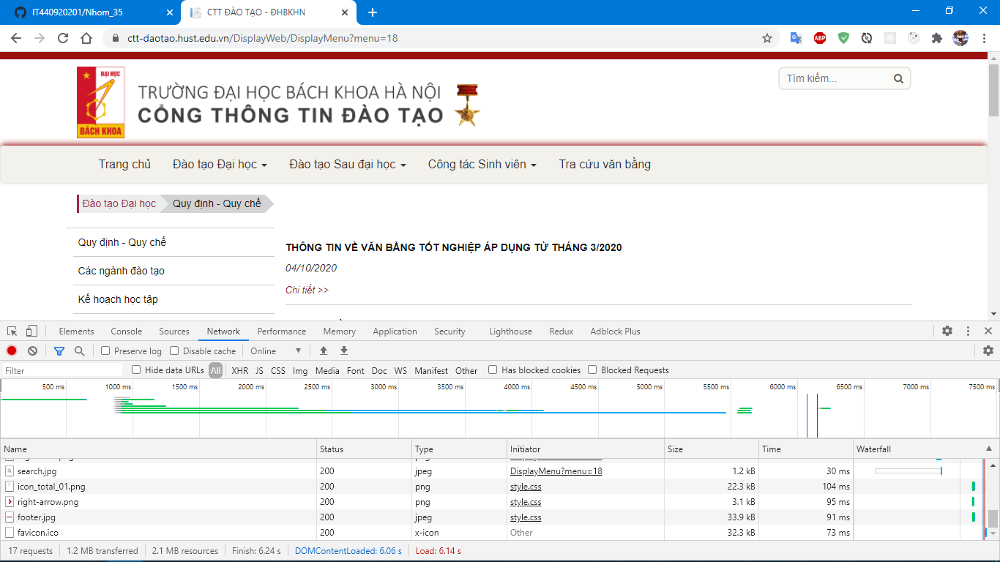 IT440920201/Nhom_35
CTT ĐÀO TẠO - ĐHBKHN
ctt-daotao.hust.edu.vn/DisplayWeb/DisplayMenu?menu=18
ABP
ĐẠI HỌC
BÁCH KHOA
TRƯỜNG ĐẠI HỌC BÁCH KHOA HÀ NỘI
CỔNG THÔNG TIN ĐÀO TẠO
Tìm kiếm...
Trang chủ Đào tạo Đại học Đào tạo Sau đại học Công tác Sinh viên Tra cứu văn bằng
Đào tạo Đại học Quy định - Quy chế
Quy định - Quy chế
Các ngành đào tạo
Kế hoạch học tập
THÔNG TIN VỀ VĂN BẰNG TỐT NGHIỆP ÁP DỤNG TỪ THÁNG 3/2020
04/10/2020
Chi tiết >>
Elements Console Sources Network Performance Memory Application Security Lighthouse Redux Adblock Plus
Preserve log Disable cache Online
Filter Hide data URLs All XHR JS CSS Img Media Font Doc WS Manifest Other Has blocked cookies Blocked Requests
500 ms 1000 ms 1500 ms 2000 ms 2500 ms 3000 ms 3500 ms 4000 ms 4500 ms 5000 ms 5500 ms 6000 ms 6500 ms 7000 ms 7500 ms
Name Status Type Initiator Size Time Waterfall
search.jpg 200 jpeg DisplayMenu?menu=18 1.2 kB 30 ms
icon_total_01.png 200 png style.css 22.3 kB 104 ms
right-arrow.png 200 png style.css 3.1 kB 95 ms
footer.jpg 200 jpeg style.css 33.9 kB 91 ms
favicon.ico 200 x-icon Other 32.3 kB 73 ms
17 requests 1.2 MB transferred 2.1 MB resources Finish: 6.24 s DOMContentLoaded: 6.06 s Load: 6.14 s